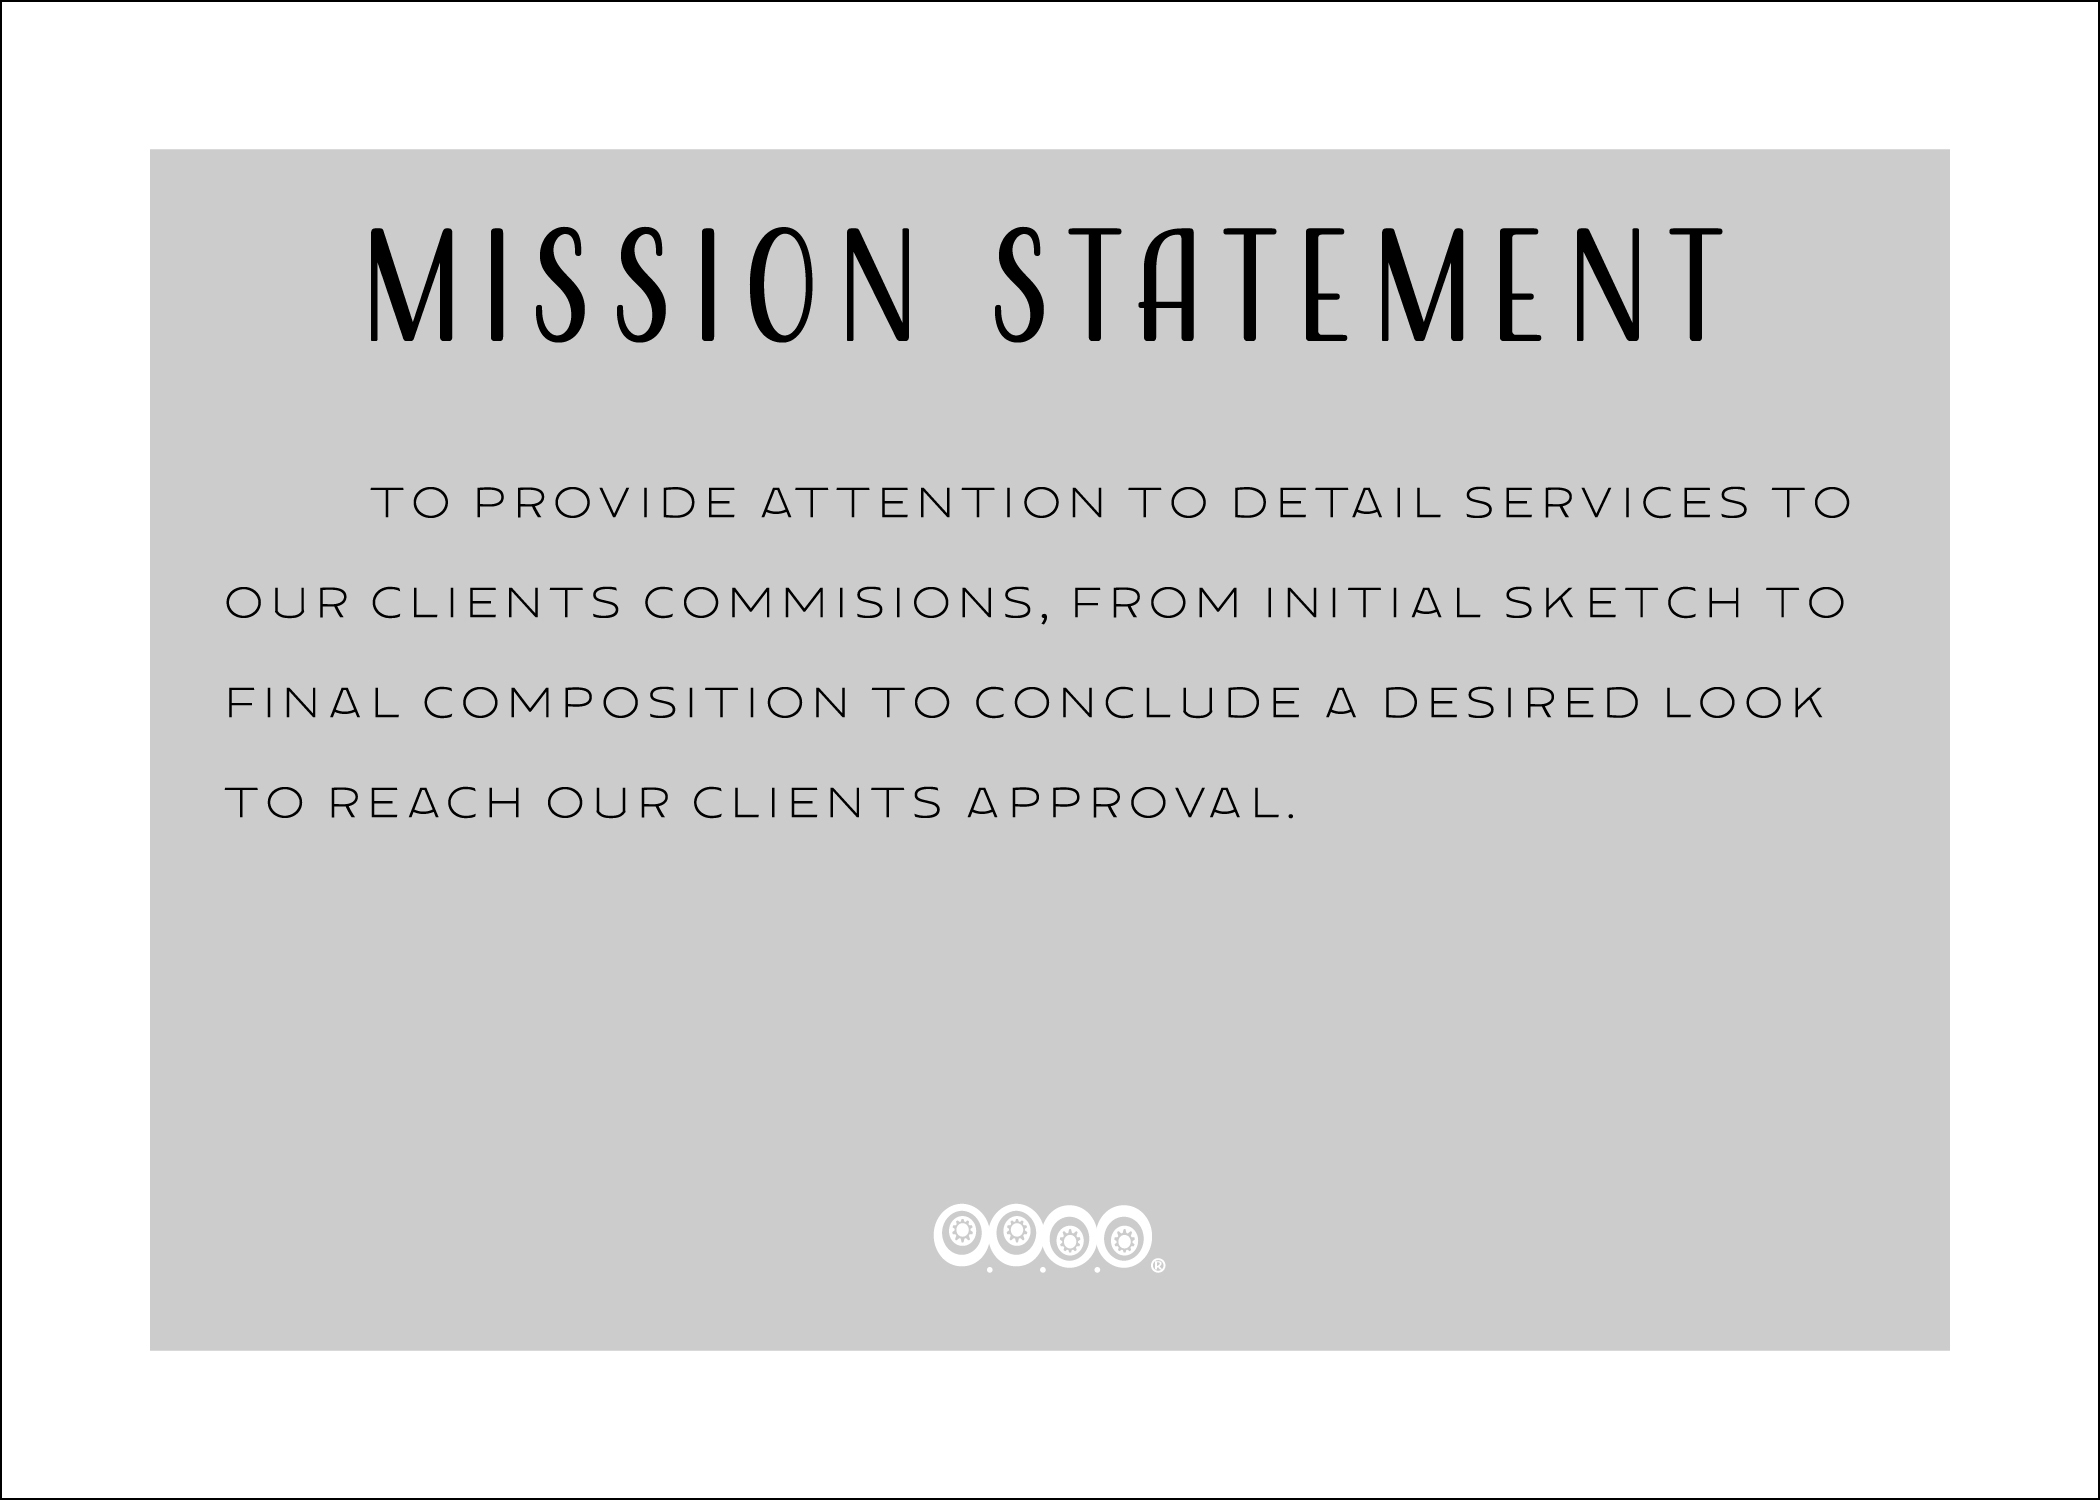 MISSION STATEMENT
TO PROVIDE ATTENTION TO DETAIL SERVICES TO
OUR CLIENTS COMMISIONS, FROM INITIAL SKETCH TO
FINAL COMPOSITION TO CONCLUDE A DESIRED LOOK
TO REACH OUR CLIENTS APPROVAL.
O.O.O.O®